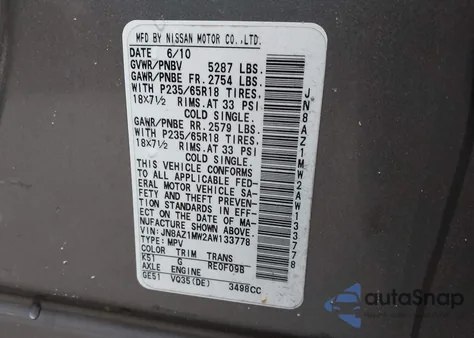 MFD BY NISSAN MOTOR CO.,LTD.
DATE 6/10
GVWR/PNBV 5287 LBS.
GAWR/PNBE FR. 2754 LBS.
WITH P235/65R18 TIRES,
18X7½ RIMS.AT 33 PSI
COLD SINGLE.
GAWR/PNBE RR. 2579 LBS.
WITH P235/65R18 TIRES,
18X7½ RIMS.AT 33 PSI
COLD SINGLE.
THIS VEHICLE CONFORMS
TO ALL APPLICABLE FED-
ERAL MOTOR VEHICLE SA-
FETY AND THEFT PREVEN-
TION STANDARDS IN EFF-
ECT ON THE DATE OF MA-
NUFACTURE SHOWN ABOVE.
VIN: JN8AZ1MW2AW133778
TYPE: MPV
COLOR TRIM TRANS
K51 G RE0F09B
AXLE ENGINE
GE51 VQ35(DE) 3498CC
JN8AZ1MW2AW133778
autoSnap